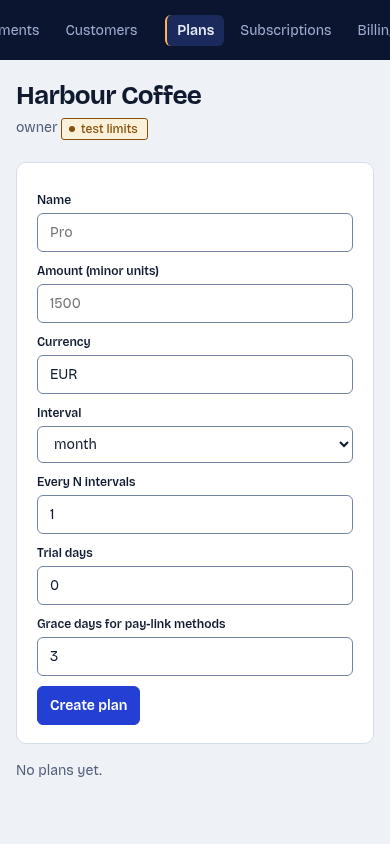 ments Customers Plans Subscriptions Billin
Harbour Coffee
owner test limits
Name
Pro
Amount (minor units)
1500
Currency
EUR
Interval
month
Every N intervals
1
Trial days
0
Grace days for pay-link methods
3
Create plan
No plans yet.